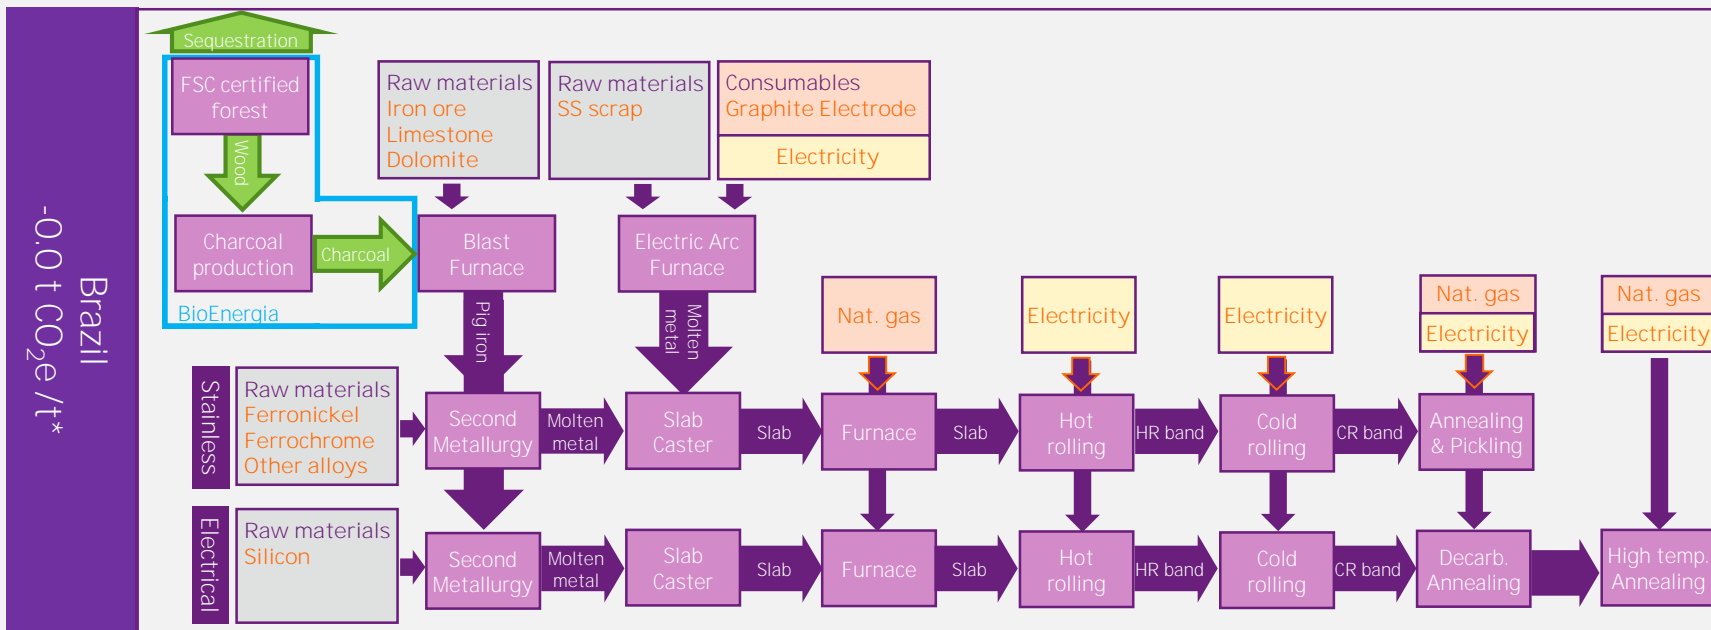 Brazil
-0.0 t CO₂e /t*
Sequestration
FSC certified
forest
Wood
Charcoal
production
Charcoal
BioEnergia
Raw materials
Iron ore
Limestone
Dolomite
Raw materials
SS scrap
Consumables
Graphite Electrode
Electricity
Blast
Furnace
Electric Arc
Furnace
Pig iron
Molten
metal
Nat. gas
Electricity
Electricity
Nat. gas
Electricity
Nat. gas
Electricity
Stainless
Raw materials
Ferronickel
Ferrochrome
Other alloys
Second
Metallurgy
Molten
metal
Slab
Caster
Slab
Furnace
Slab
Hot
rolling
HR band
Cold
rolling
CR band
Annealing
& Pickling
Electrical
Raw materials
Silicon
Second
Metallurgy
Molten
metal
Slab
Caster
Slab
Furnace
Slab
Hot
rolling
HR band
Cold
rolling
CR band
Decarb.
Annealing
High temp.
Annealing